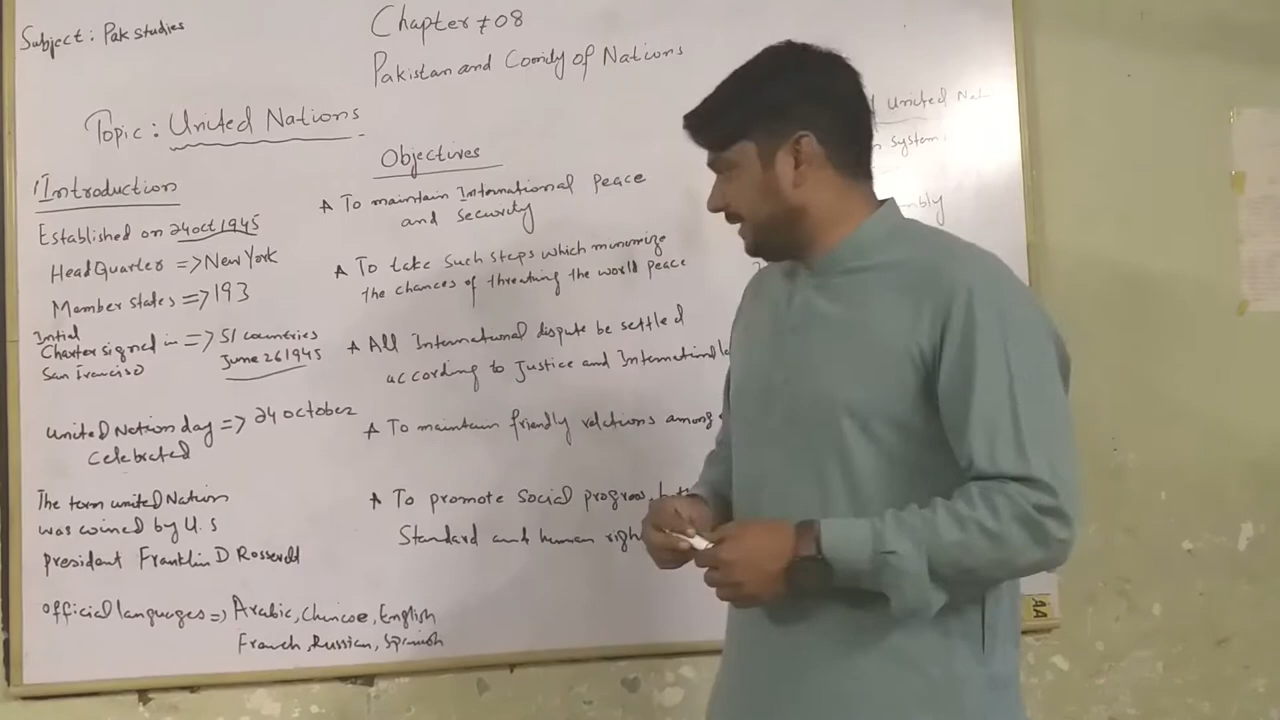 Subject: Pak studies
Chapter # 08
Pakistan and Comity of Nations
Topic: United Nations
1) Introduction
Established on 24 oct 1945
Head Quarter => New York
Member states => 193
Intial
Charter signed in => 51 countries
San Francisco
June 26 1945
United Nation day => 24 october
Celebrated
The term united Nation
was coined by U.S
president Franklin D
official languages => Arabic, Chinese, English
French, Russian, Spanish
Objectives
To maintain International peace
and security
To take such steps which minimize
the chances of threating the world peace
All International dispute be settled
according to Justice and International
To maintain friendly relations among
To promote social progress,
Standard and human righ
United Nat
system.
mbly
AA